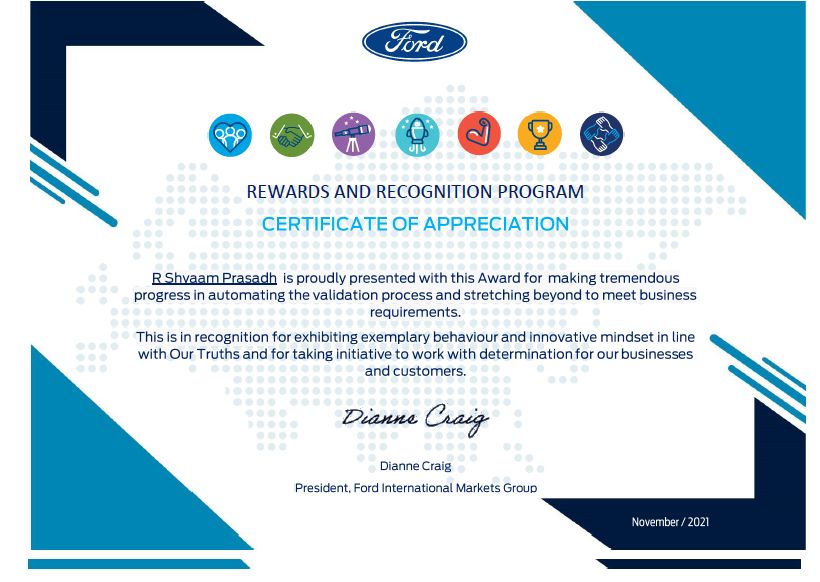 Ford
REWARDS AND RECOGNITION PROGRAM
CERTIFICATE OF APPRECIATION
R Shvaam Prasadh is proudly presented with this Award for making tremendous
progress in automating the validation process and stretching beyond to meet business
requirements.
This is in recognition for exhibiting exemplary behaviour and innovative mindset in line
with Our Truths and for taking initiative to work with determination for our businesses
and customers.
Dianne Craig
Dianne Craig
President, Ford International Markets Group
November / 2021